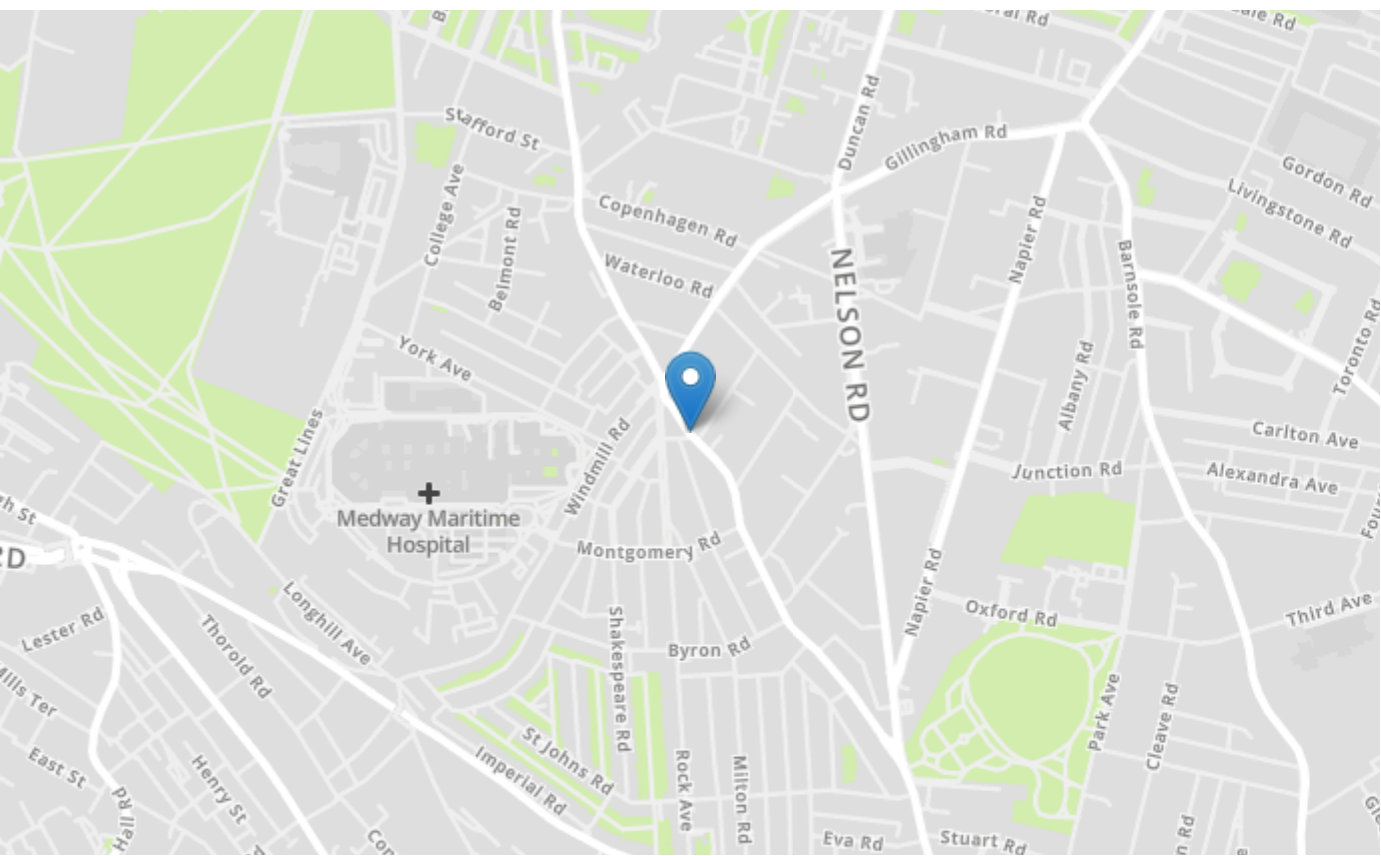 Stafford St
Duncan Rd
Gillingham Rd
Gordon Rd
Livingstone Rd
College Ave
Belmont Rd
Copenhagen Rd
Waterloo Rd
NELSON RD
Napier Rd
Barnsole Rd
Toronto Rd
York Ave
Albany Rd
Carlton Ave
Great Lines
Windmill Rd
Junction Rd
Alexandra Ave
Medway Maritime
Hospital
Montgomery Rd
Napier Rd
Oxford Rd
Third Ave
Lester Rd
Longhill Ave
Thorold Rd
Shakespeare Rd
Byron Rd
Mills Ter
Park Ave
Cleave Rd
East St
Henry St
St Johns Rd
Imperial Rd
Rock Ave
Milton Rd
Hall Rd
Eva Rd
Stuart Rd